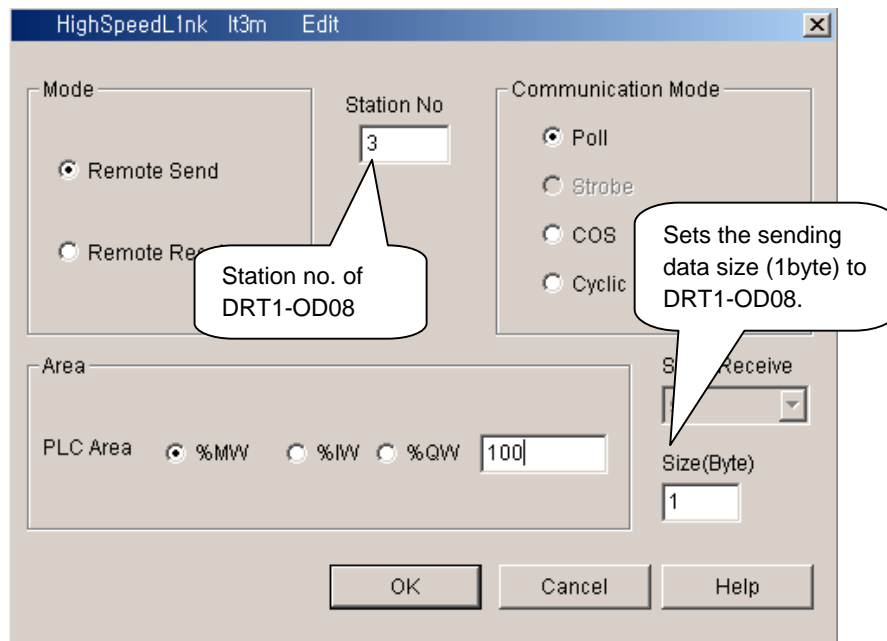 HighSpeedL1nk It3m Edit
Mode
Station No
Communication Mode
3
Poll
Remote Send
Strobe
Remote
COS
Cyclic
Station no. of
DRT1-OD08
Sets the sending
data size (1byte) to
DRT1-OD08.
Area
Receive
PLC Area %MW %IW %QW 100
Size(Byte)
1
OK Cancel Help